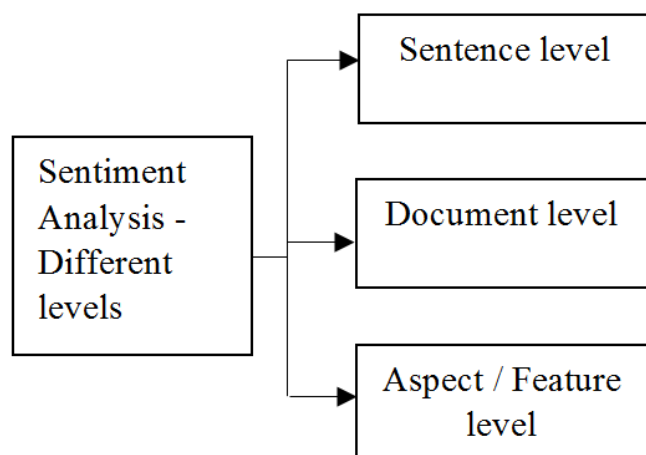 Sentence level
Sentiment
Analysis -
Different
levels
Document level
Aspect / Feature
level